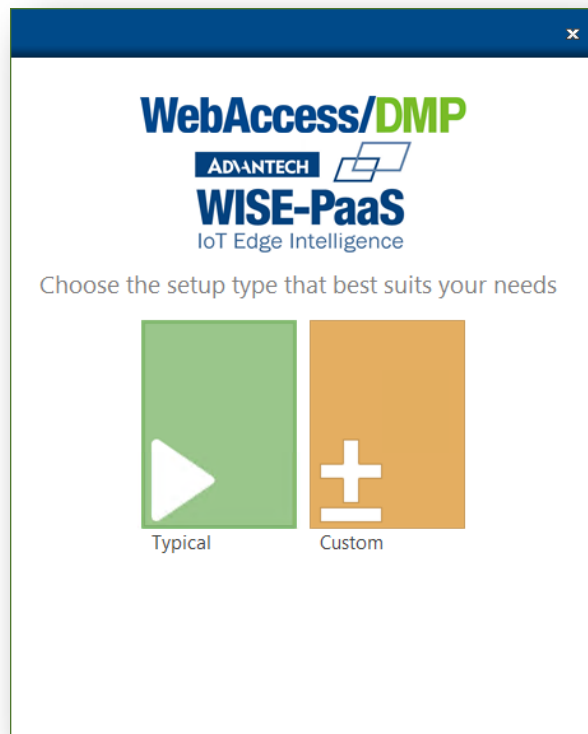 WebAccess/DMP
ADVANTECH
WISE-PaaS
IoT Edge Intelligence
Choose the setup type that best suits your needs
Typical
Custom